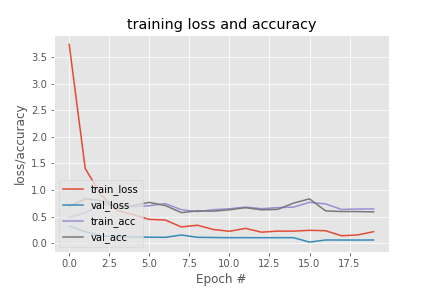 training loss and accuracy
3.5
3.0
2.5
2.0
1.5
1.0
0.5
0.0
loss/accuracy
train_loss
val_loss
train_acc
val_acc
0.0 2.5 5.0 7.5 10.0 12.5 15.0 17.5
Epoch #